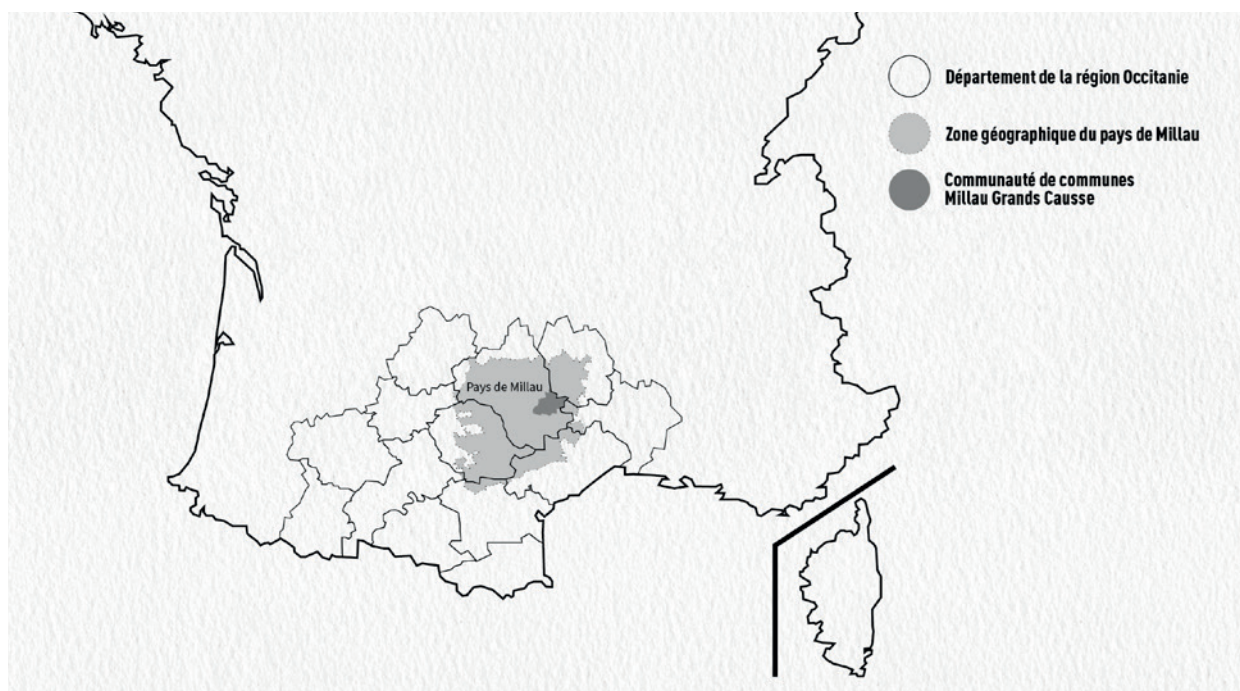 Département de la région Occitanie
Zone géographique du pays de Millau
Communauté de communes
Millau Grands Causse
Pays de Millau